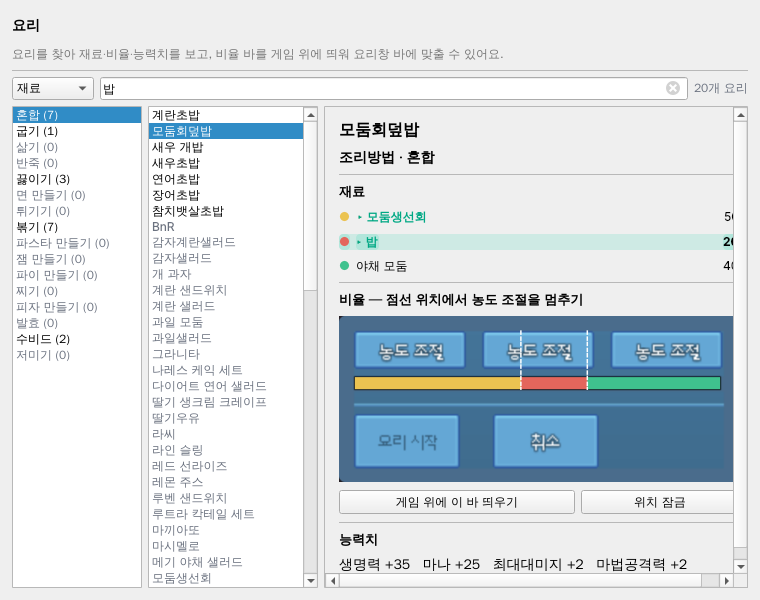 요리
요리를 찾아 재료·비율·능력치를 보고, 비율 바를 게임 위에 띄워 요리창 바에 맞출 수 있어요.
재료
밥
20개 요리
혼합 (7)
굽기 (1)
삶기 (0)
반죽 (0)
끓이기 (3)
면 만들기 (0)
튀기기 (0)
볶기 (7)
파스타 만들기 (0)
잼 만들기 (0)
파이 만들기 (0)
찌기 (0)
피자 만들기 (0)
발효 (0)
수비드 (2)
저미기 (0)
계란초밥
모둠회덮밥
새우 개밥
새우초밥
연어초밥
장어초밥
참치뱃살초밥
BnR
감자계란샐러드
감자샐러드
개 과자
계란 샌드위치
계란 샐러드
과일 모둠
과일샐러드
그라니타
나레스 케익 세트
다이어트 연어 샐러드
딸기 생크림 크레이프
딸기우유
라씨
라인 슬링
레드 선라이즈
레몬 주스
루벤 샌드위치
루트라 칵테일 세트
마끼아또
마시멜로
메기 야채 샐러드
모둠생선회
모둠회덮밥
조리방법 · 혼합
재료
▸ 모둠생선회
▸ 밥
야채 모둠
비율 — 점선 위치에서 농도 조절을 멈추기
농도 조절 농도 조절 농도 조절
요리 시작 취소
게임 위에 이 바 띄우기 위치 잠금
능력치
생명력 +35 마나 +25 최대대미지 +2 마법공격력 +2